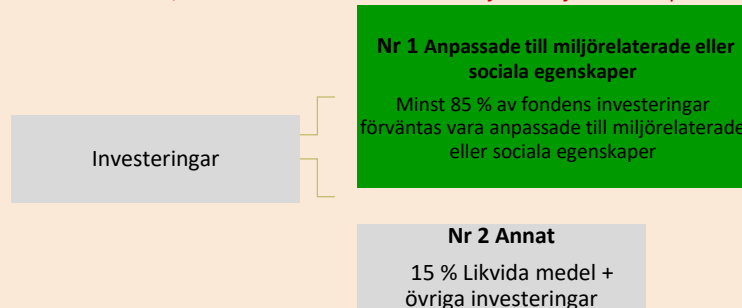 Nr 1 Anpassade till miljörelaterade eller
sociala egenskaper
Minst 85 % av fondens investeringar
förväntas vara anpassade till miljörelaterade
eller sociala egenskaper
Investeringar
Nr 2 Annat
15 % Likvida medel +
övriga investeringar